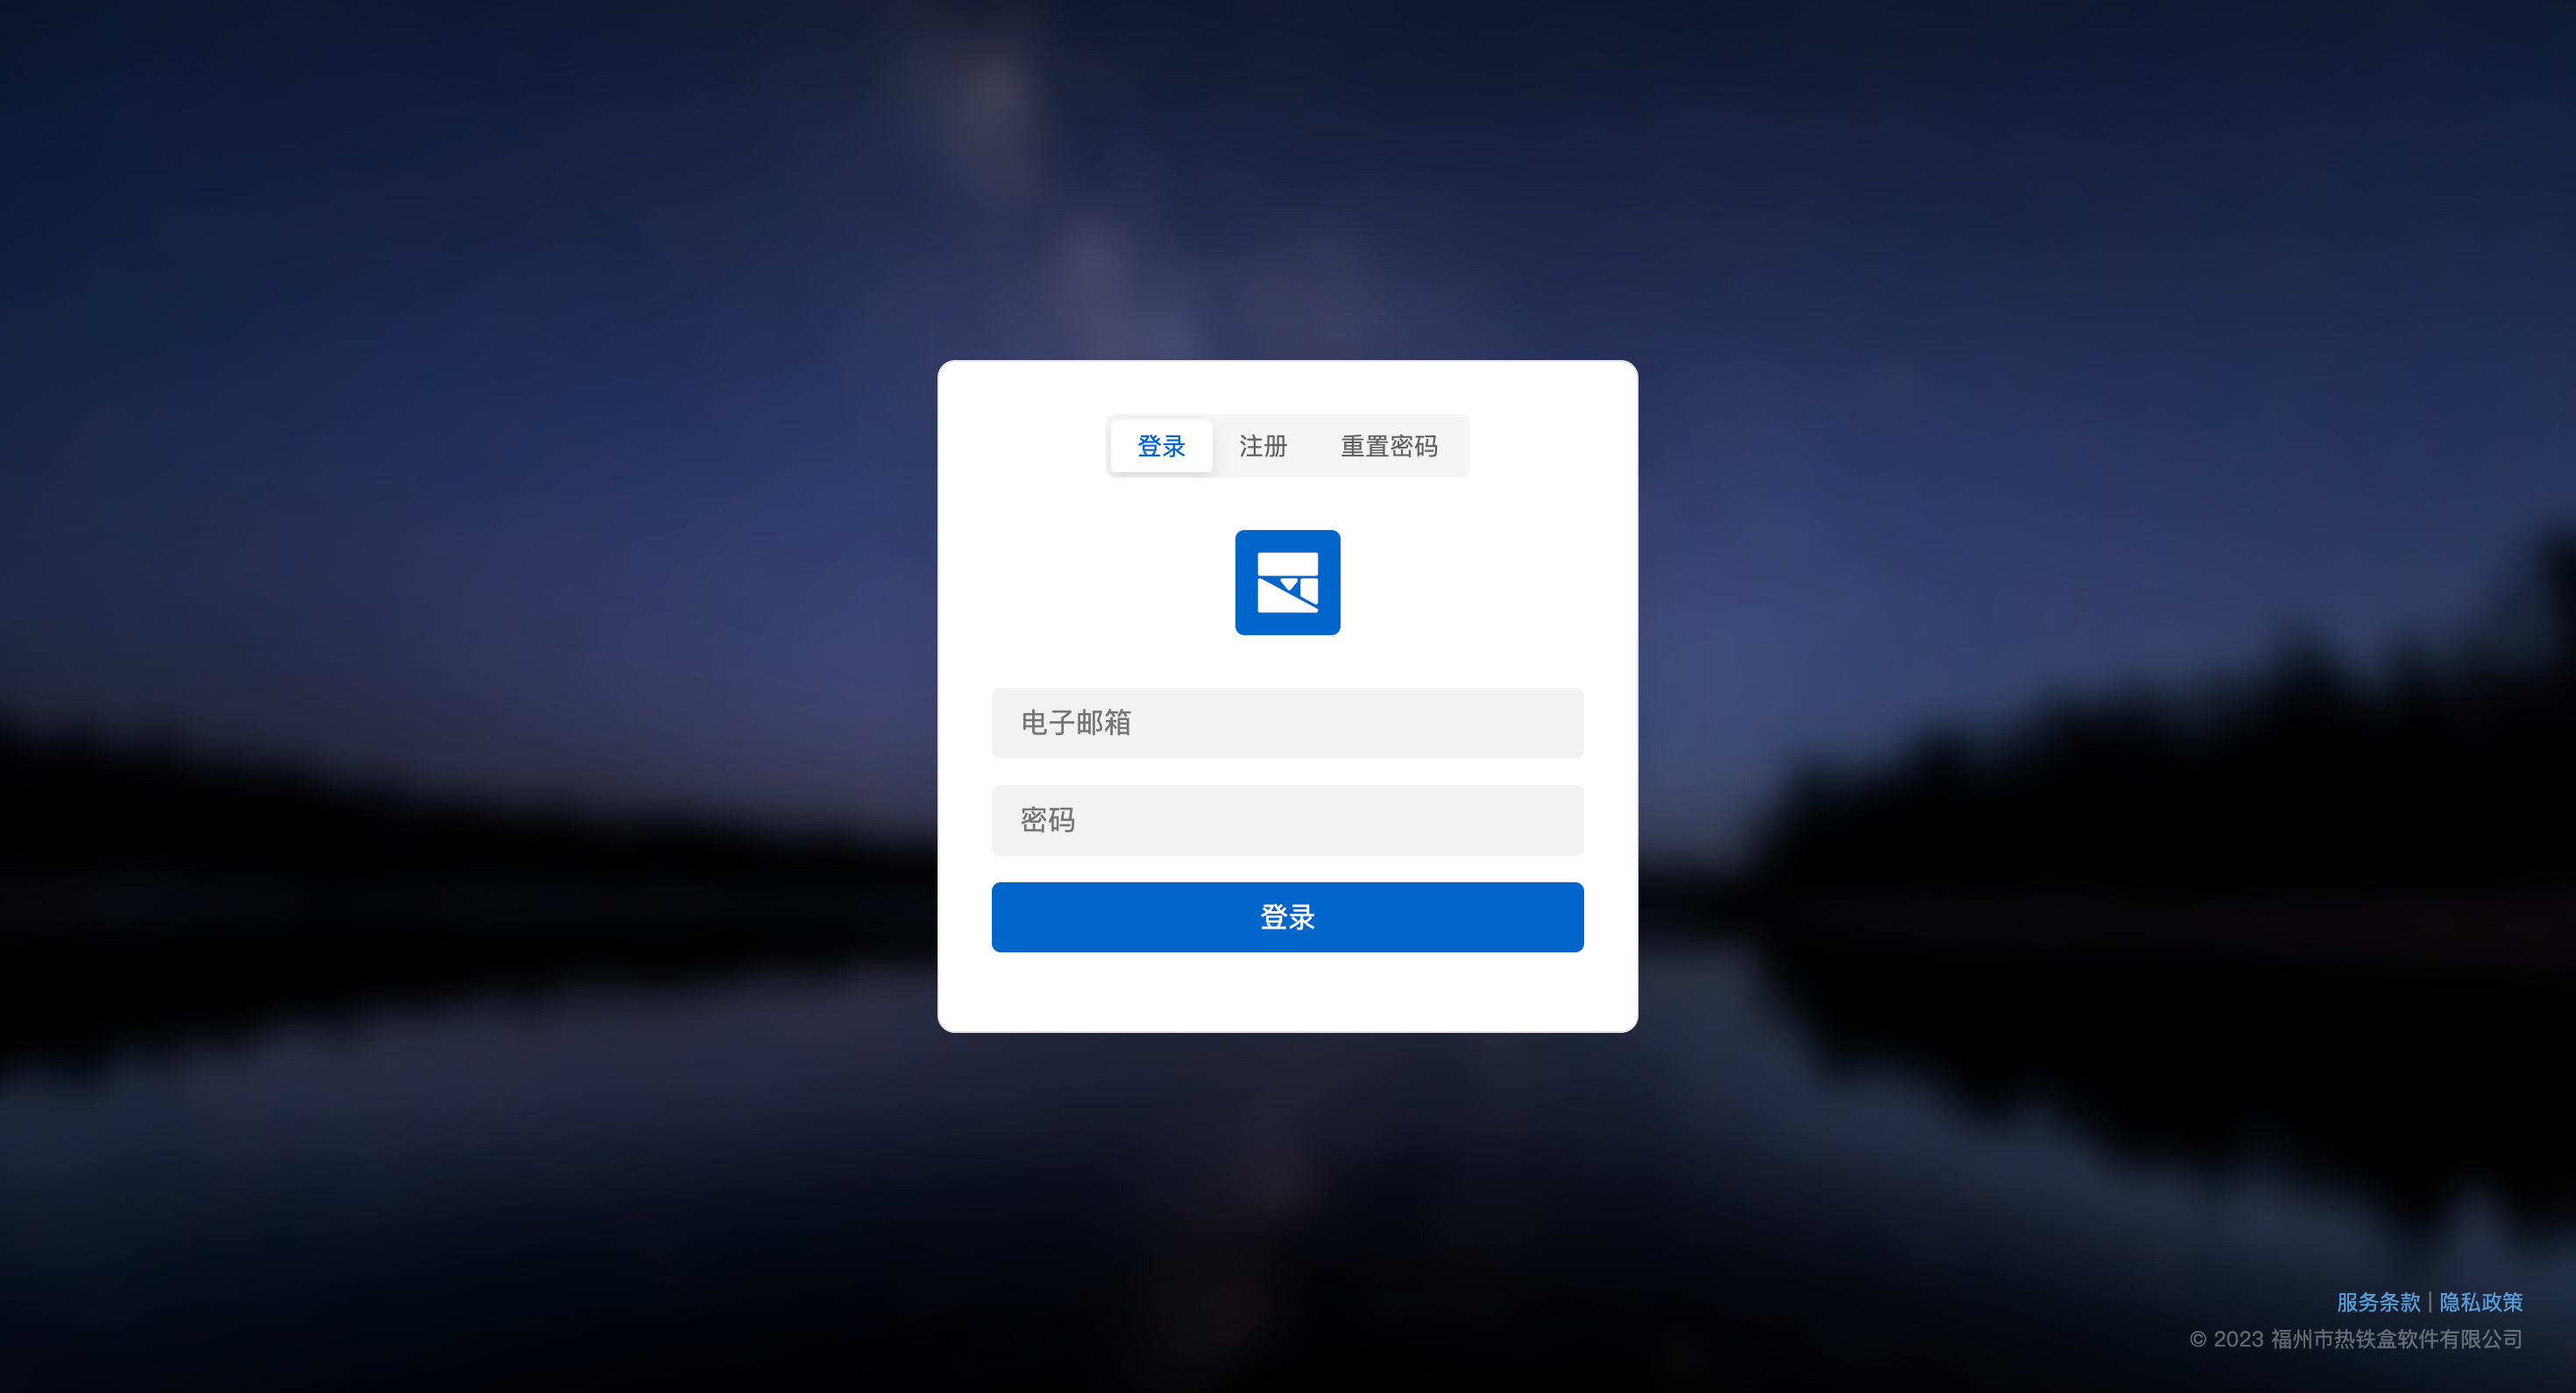 登录 注册 重置密码
电子邮箱
密码
登录
服务条款 | 隐私政策
© 2023 福州市热铁盒软件有限公司